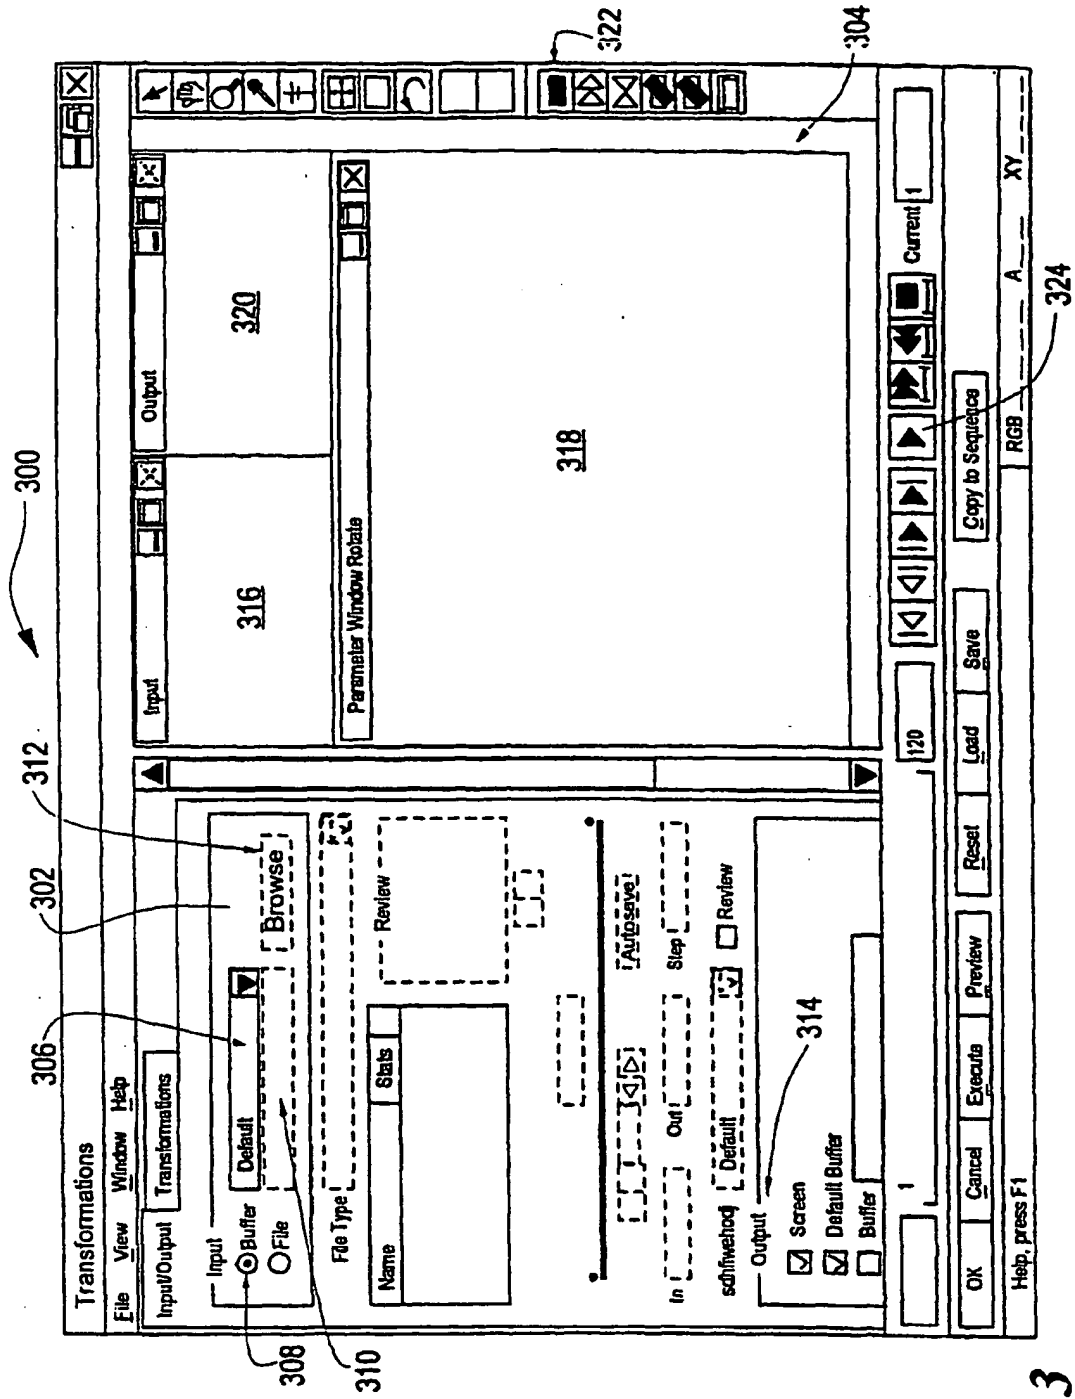 300
Transformations
File View Window Help
302
306
312
Input/Output Transformations
Input
Buffer Default
File Browse
308
310
File Type
Name Stats
Review
Autosave
In Out Step
Default Review
Output
314
Screen
Default Buffer
Buffer
Input
316
Output
320
Parameter Window Rotate
318
322
304
1
120
Current 1
324
OK Cancel Execute Preview Reset Load Save Copy to Sequence
Help, press F1
RGB A XY
3